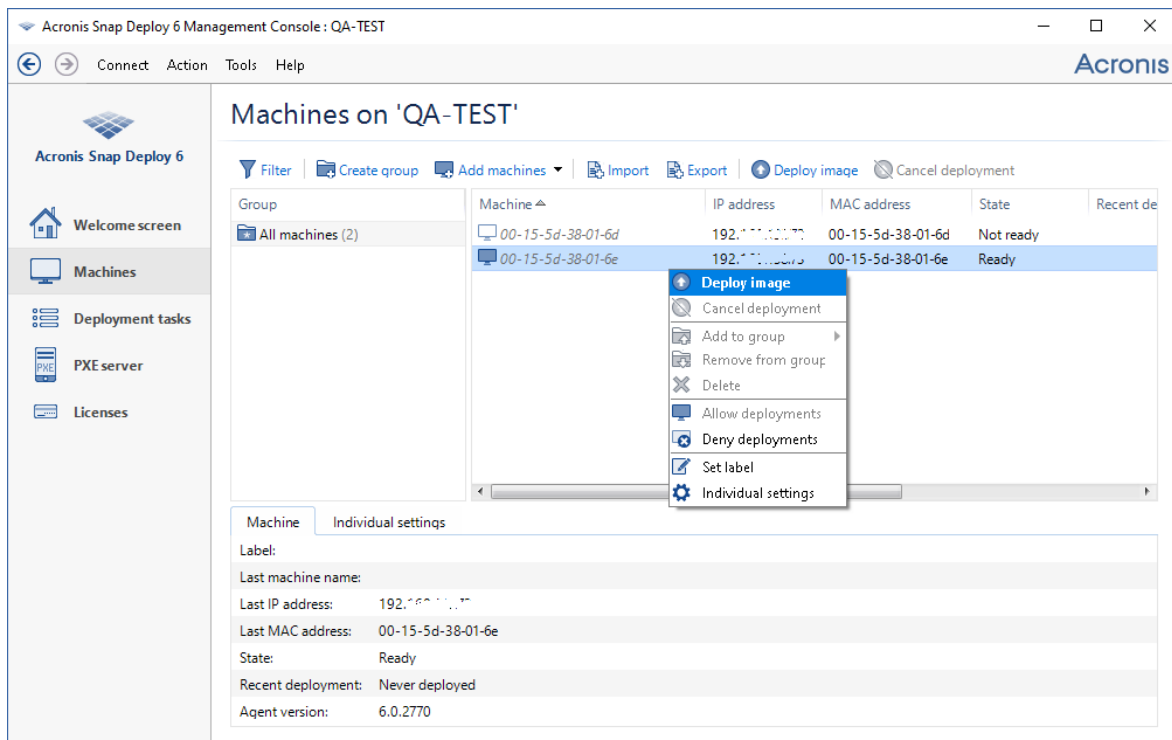 Acronis Snap Deploy 6 Management Console : QA-TEST
Connect Action Tools Help
Acronis
Acronis Snap Deploy 6
Welcome screen
Machines
Deployment tasks
PXE
PXE server
Licenses
Machines on 'QA-TEST'
Filter Create group Add machines Import Export Deploy image Cancel deployment
Group
All machines (2)
Machine IP address MAC address State Recent de
00-15-5d-38-01-6d 192. 00-15-5d-38-01-6d Not ready
00-15-5d-38-01-6e 192. 00-15-5d-38-01-6e Ready
Deploy image
Cancel deployment
Add to group
Remove from group
Delete
Allow deployments
Deny deployments
Set label
Individual settings
Machine Individual settings
Label:
Last machine name:
Last IP address: 192.
Last MAC address: 00-15-5d-38-01-6e
State: Ready
Recent deployment: Never deployed
Agent version: 6.0.2770